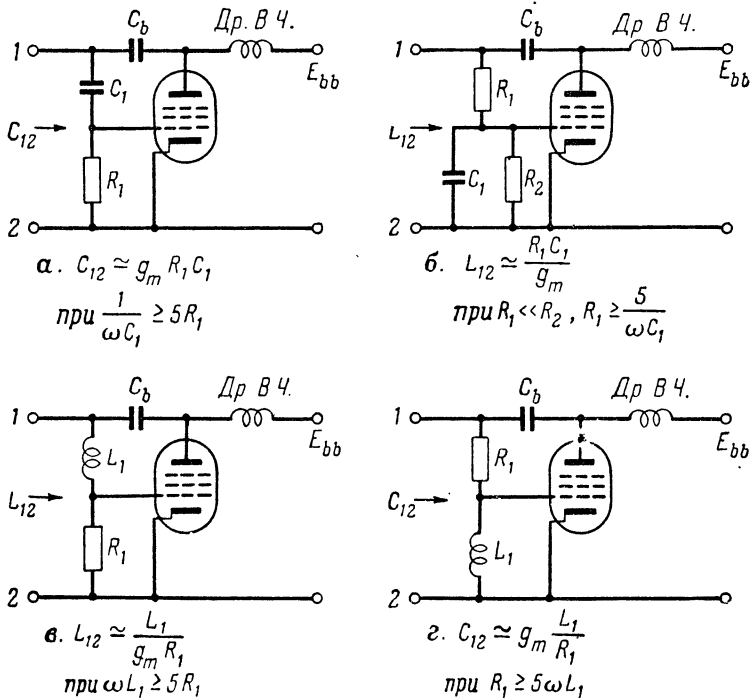 C_b Др. В Ч.
1 E_bb
C_1
C_12
R_1
2
а. C_12 ≃ g_m R_1 C_1
при 1/ωC_1 ≥ 5R_1
C_b Др. В Ч.
1 E_bb
R_1
L_12
C_1 R_2
2
б. L_12 ≃ R_1 C_1/g_m
при R_1 << R_2, R_1 ≥ 5/ωC_1
C_b Др В Ч.
1 E_bb
L_1
L_12
R_1
2
в. L_12 ≃ L_1/g_m R_1
при ωL_1 ≥ 5R_1
C_b Др В Ч.
1 E_bb
R_1
C_12
L_1
2
г. C_12 ≃ g_m L_1/R_1
при R_1 ≥ 5ωL_1